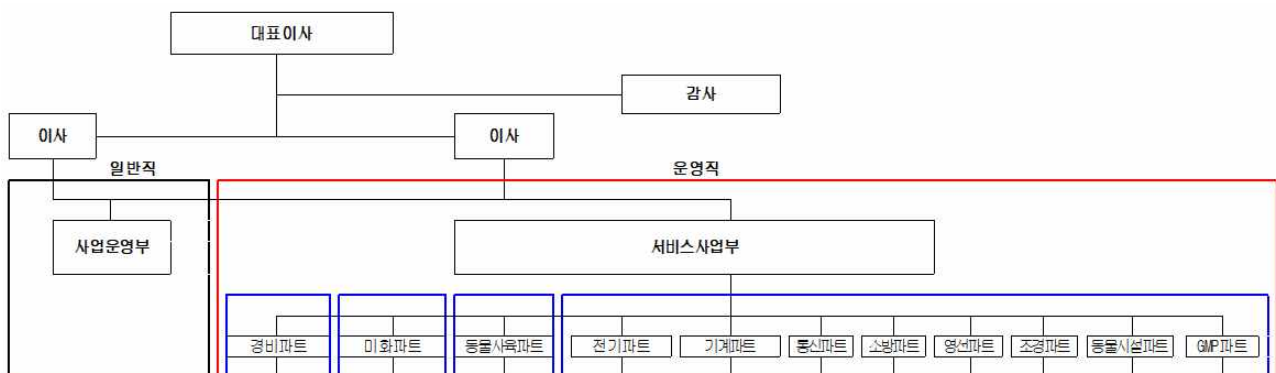 대표이사
감사
이사
이사
일반직
운영직
사업운영부
서비스사업부
경비파트
미화파트
동물사육파트
전기파트
기계파트
통신파트
소방파트
영선파트
조경파트
동물시설파트
GMP파트